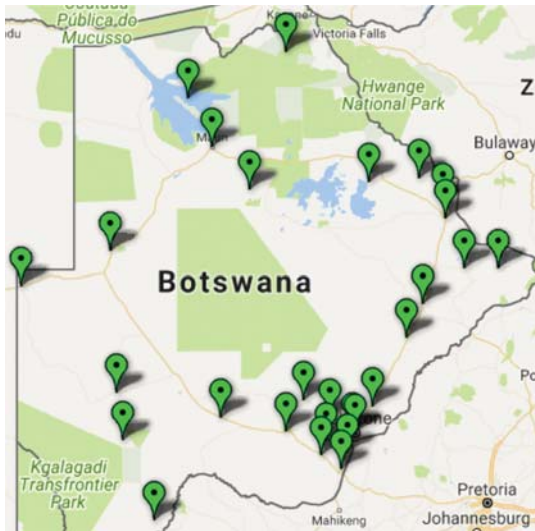 Pública do
Mucusso
Victoria Falls
Hwange
National Park
Z
Bulaway
Botswana
Kgalagadi
Transfrontier
Park
Mahikeng
Pretoria
Johannesburg